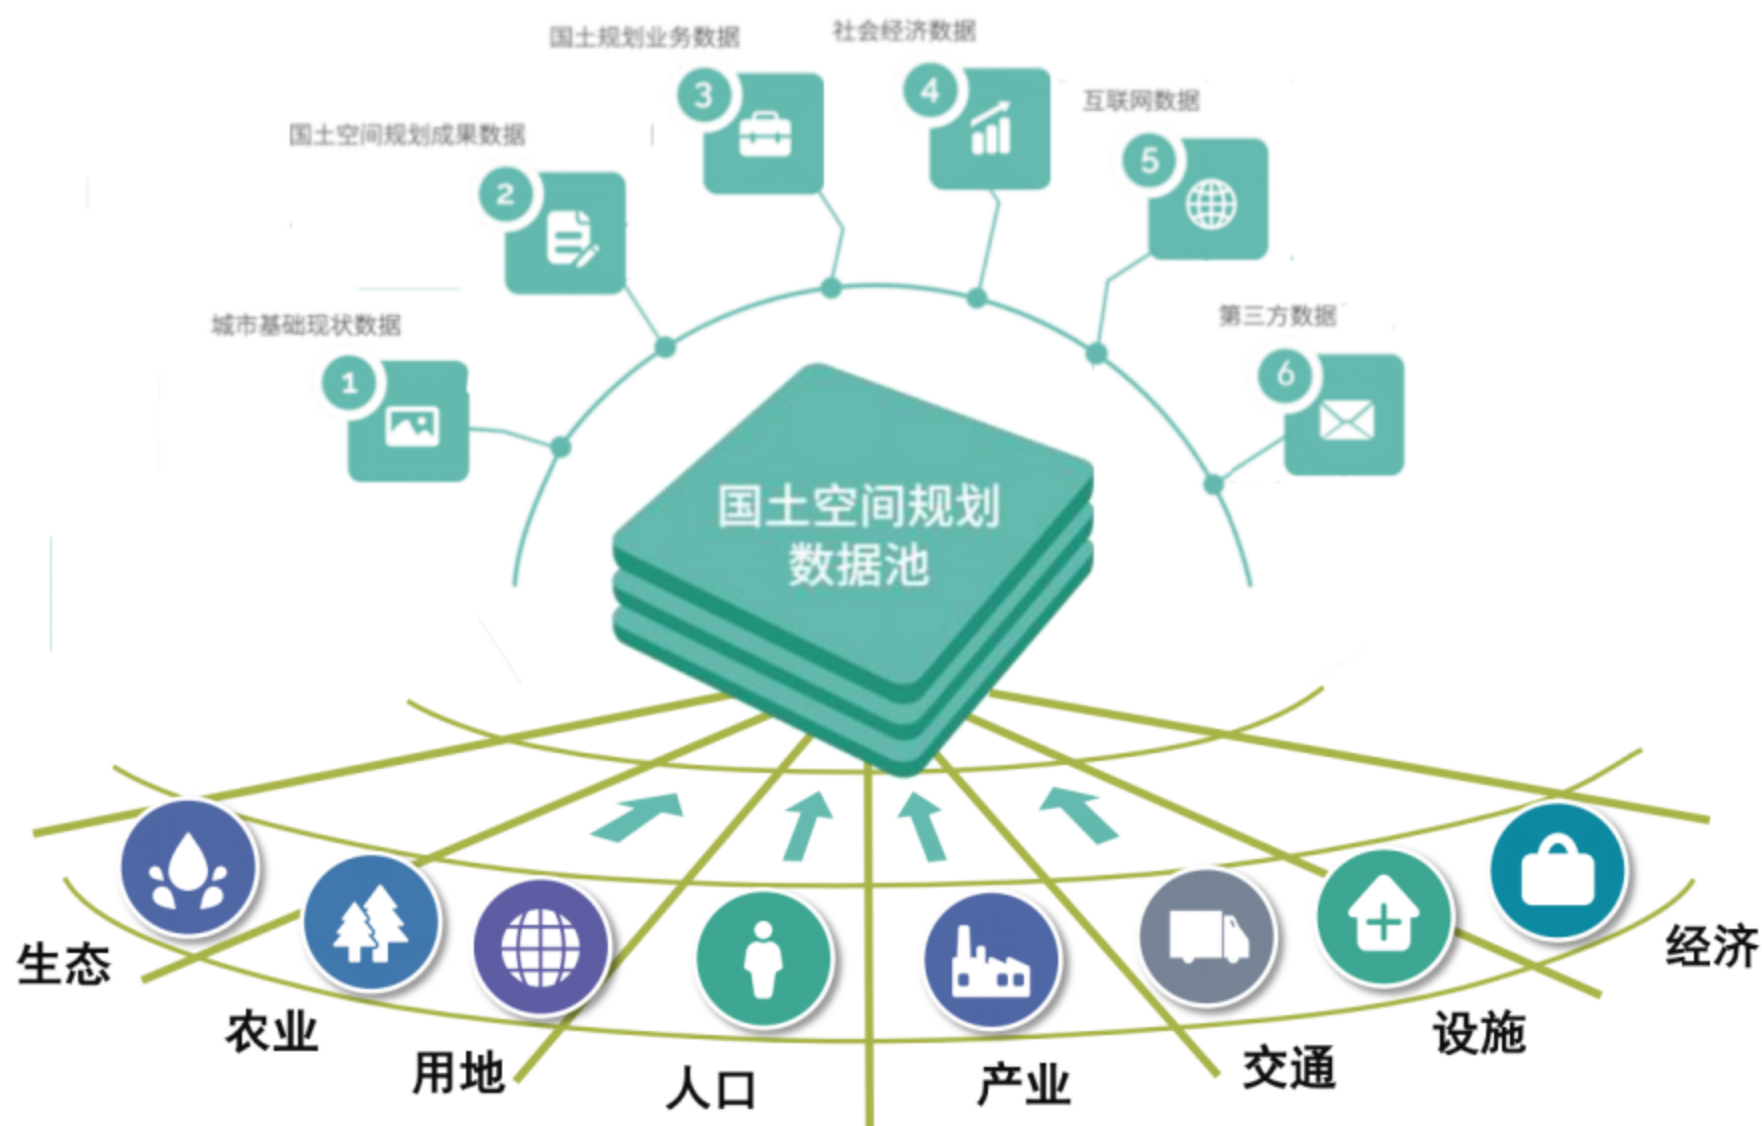 国土规划业务数据
社会经济数据
互联网数据
国土空间规划成果数据
城市基础现状数据
第三方数据
3
4
5
2
1
6
国土空间规划
数据池
生态
农业
用地
人口
产业
交通
设施
经济